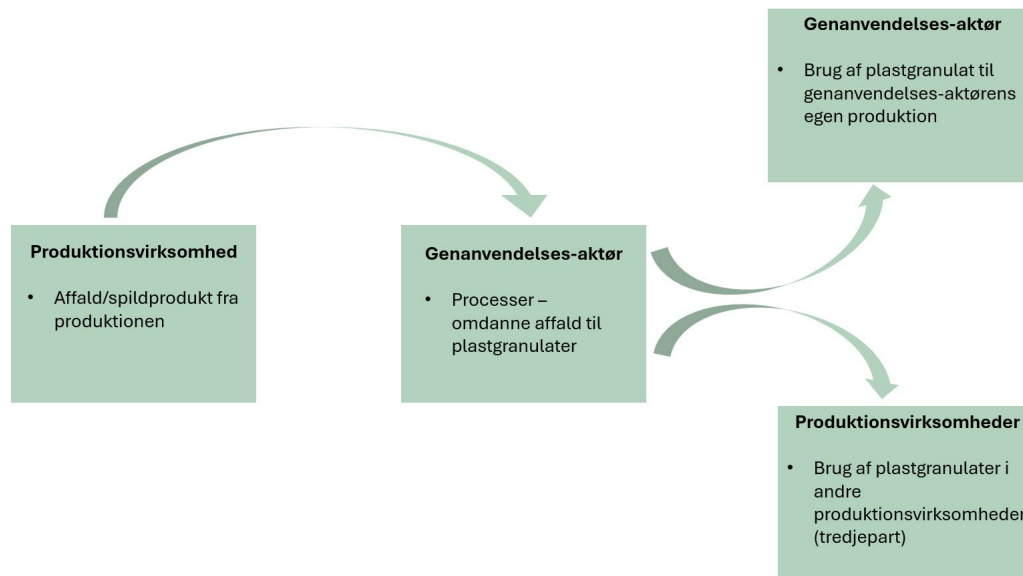 Genanvendelses-aktør
• Brug af plastgranulat til
genanvendelses-aktørens
egen produktion
Produktionsvirksomhed
• Affald/spildprodukt fra
produktionen
Genanvendelses-aktør
• Processer –
omdanne affald til
plastgranulater
Produktionsvirksomheder
• Brug af plastgranulater i
andre
produktionsvirksomheder
(tredjepart)